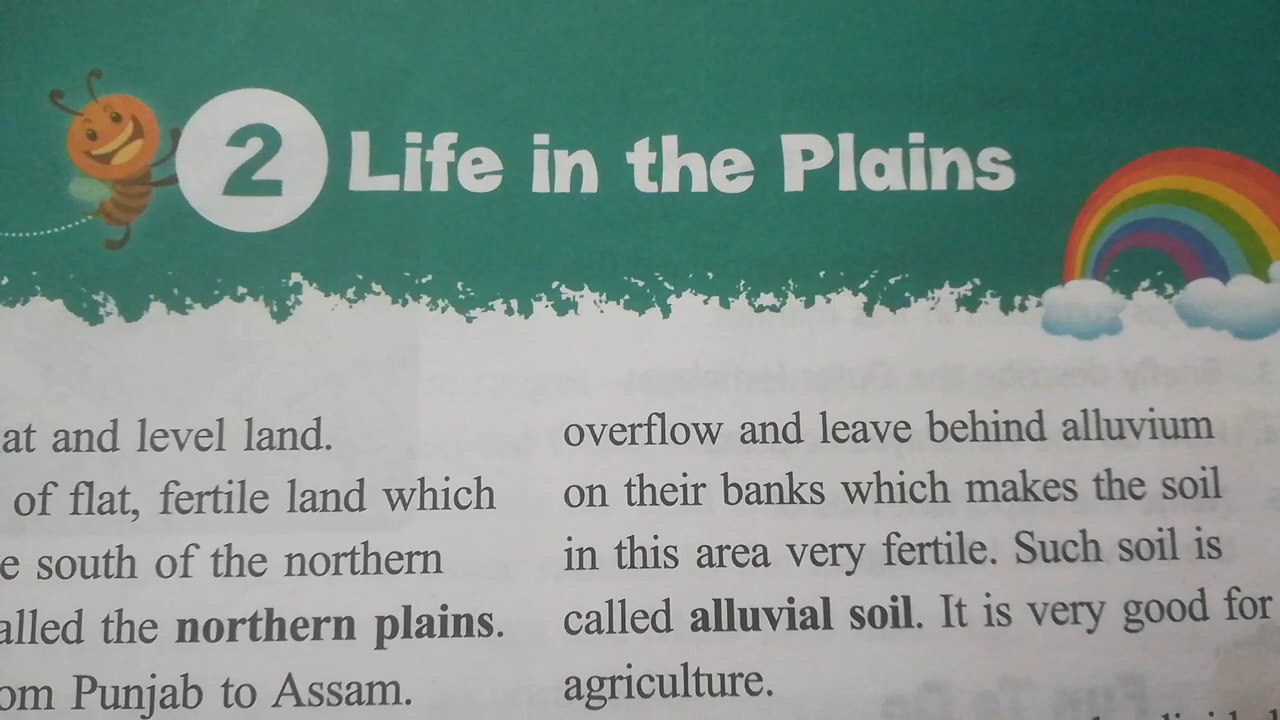 2 Life in the Plains
at and level land.
of flat, fertile land which
south of the northern
the northern plains.
Punjab to Assam.
overflow and leave behind alluvium
on their banks which makes the soil
in this area very fertile. Such soil is
called alluvial soil. It is very good for
agriculture.